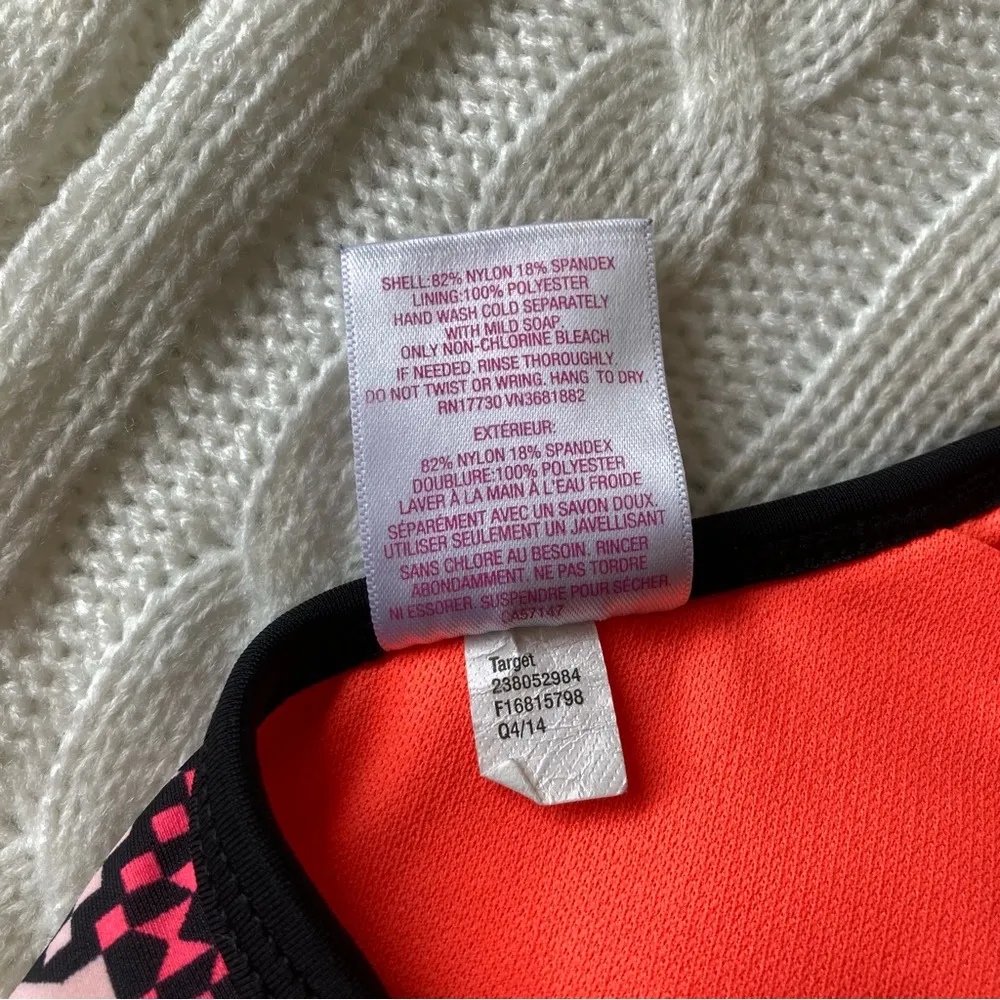 SHELL:82% NYLON 18% SPANDEX
LINING:100% POLYESTER
HAND WASH COLD SEPARATELY
WITH MILD SOAP.
ONLY NON-CHLORINE BLEACH
IF NEEDED. RINSE THOROUGHLY.
DO NOT TWIST OR WRING. HANG TO DRY.
RN17730 VN3681882
EXTÉRIEUR:
82% NYLON 18% SPANDEX
DOUBLURE:100% POLYESTER
LAVER À LA MAIN À L'EAU FROIDE
SÉPAREMENT AVEC UN SAVON DOUX.
UTILISER SEULEMENT UN JAVELLISANT
SANS CHLORE AU BESOIN. RINCER
ABONDAMMENT. NE PAS TORDRE
NI ESSORER. SUSPENDRE POUR SÉCHER.
CA57147
Target
238052984
F16815798
Q4/14